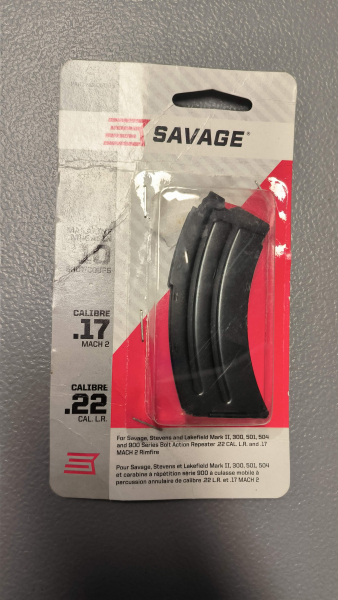 SAVAGE®
10
SHOT/COUPS
CALIBRE
.17
MACH 2
CALIBRE
.22
CAL. L.R.
For Savage, Stevens and Lakefield Mark II, 300, 501, 504
and 900 Series Bolt Action Repeater .22 CAL. L.R. and .17
MACH 2 Rimfire
Pour Savage, Stevens et Lakefield Mark II, 300, 501, 504
et carabine à répétition série 900 à culasse mobile à
percussion annulaire de calibre .22 L.R. et .17 MACH 2